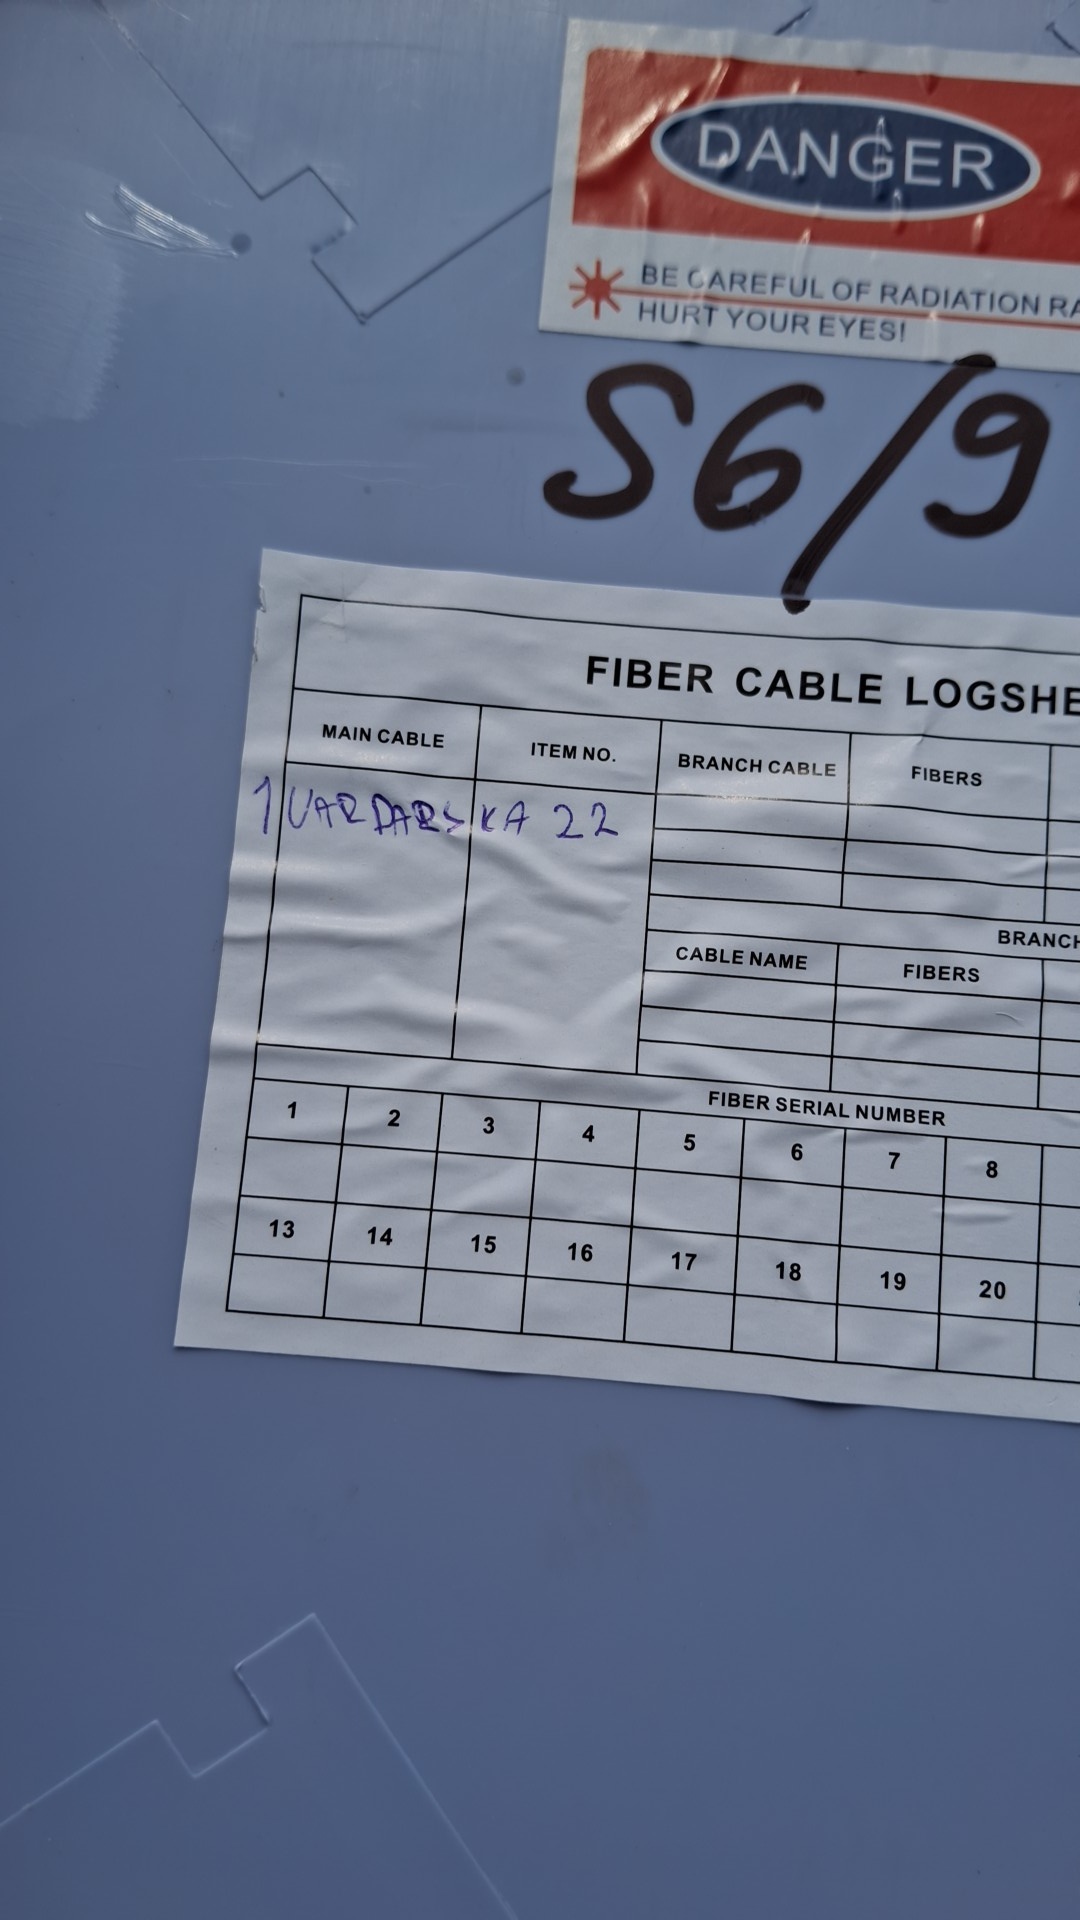 DANGER
BE CAREFUL OF RADIATION RA
HURT YOUR EYES!
S6/9
FIBER CABLE LOGSHE
MAIN CABLE ITEM NO. BRANCH CABLE FIBERS
1 VARDARSKA 22
BRANCH
CABLE NAME FIBERS
FIBER SERIAL NUMBER
1 2 3 4 5 6 7 8
13 14 15 16 17 18 19 20